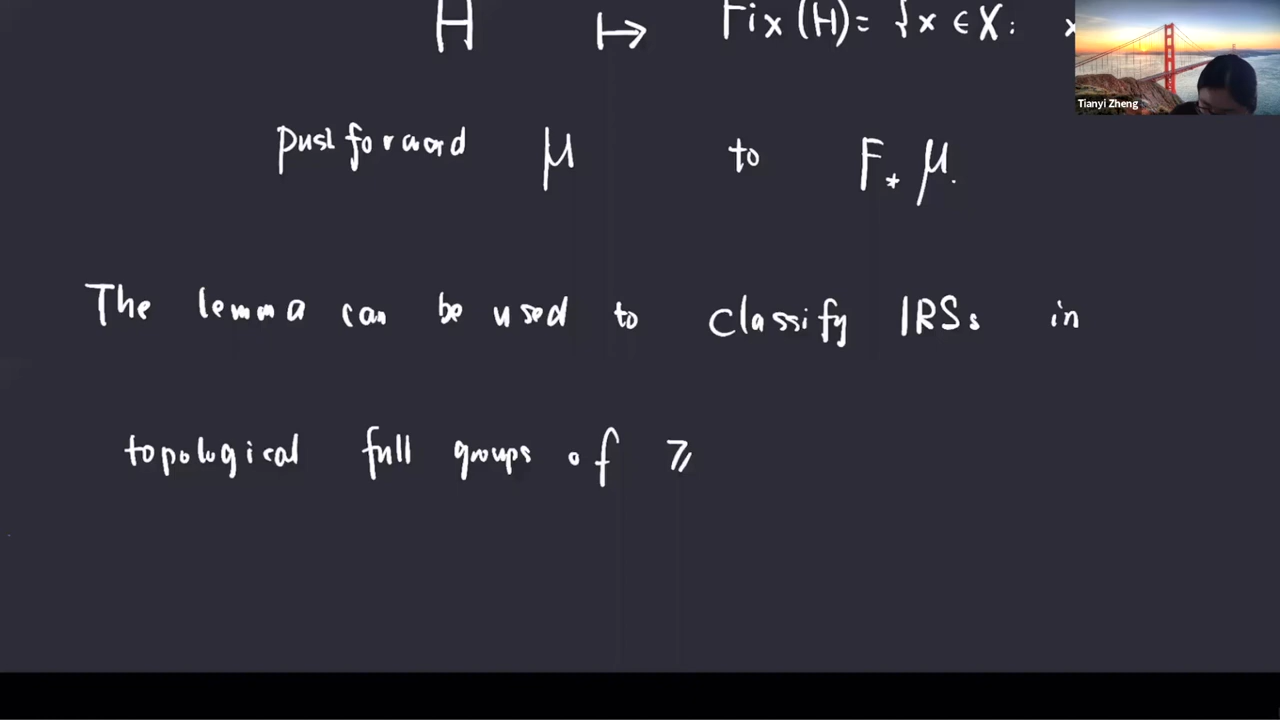 H ↦ Fix (H) = { x ∈ X : x
Tianyi Zheng
pushforward μ to F* μ.
The lemma can be used to classify IRSs in
topological full groups of ℤ